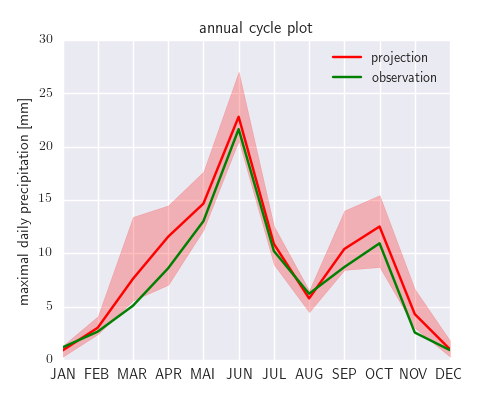 annual cycle plot
maximal daily precipitation [mm]
30
25
20
15
10
5
0
projection
observation
JAN FEB MAR APR MAI JUN JUL AUG SEP OCT NOV DEC